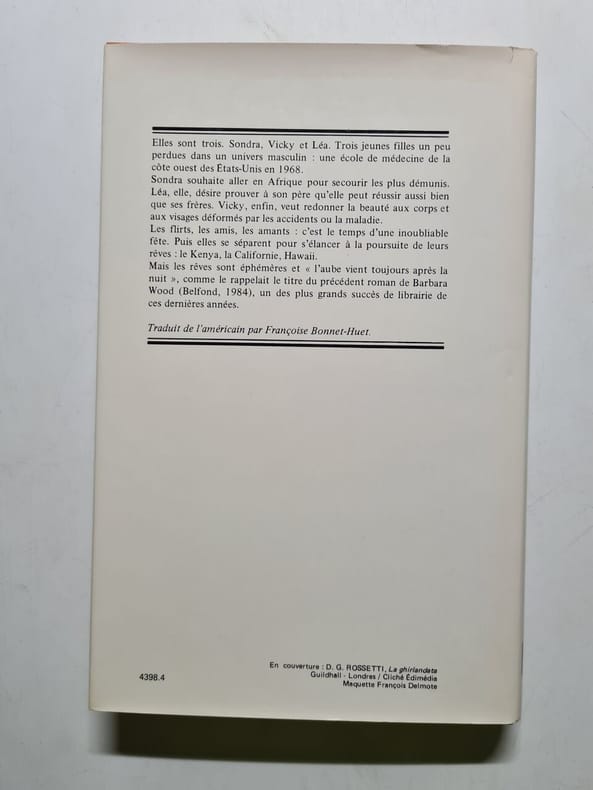 Elles sont trois. Sondra, Vicky et Léa. Trois jeunes filles un peu
perdues dans un univers masculin : une école de médecine de la
côte ouest des États-Unis en 1968.
Sondra souhaite aller en Afrique pour secourir les plus démunis.
Léa, elle, désire prouver à son père qu'elle peut réussir aussi bien
que ses frères. Vicky, enfin, veut redonner la beauté aux corps et
aux visages déformés par les accidents ou la maladie.
Les flirts, les amis, les amants : c'est le temps d'une inoubliable
fête. Puis elles se séparent pour s'élancer à la poursuite de leurs
rêves : le Kenya, la Californie, Hawaii.
Mais les rêves sont éphémères et « l'aube vient toujours après la
nuit », comme le rappelait le titre du précédent roman de Barbara
Wood (Belfond, 1984), un des plus grands succès de librairie de
ces dernières années.
Traduit de l'américain par Françoise Bonnet-Huet.
En couverture : D. G. ROSSETTI, La ghirlandata
Guildhall - Londres / Cliché Édimédia
Maquette François Delmote
4398.4